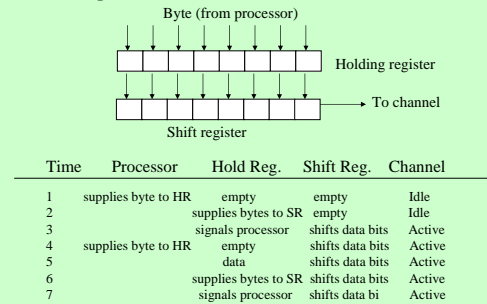 Byte (from processor)
Holding register
To channel
Shift register
Time Processor Hold Reg. Shift Reg. Channel
1 supplies byte to HR empty empty Idle
2 supplies bytes to SR empty Idle
3 signals processor shifts data bits Active
4 supplies byte to HR empty shifts data bits Active
5 data shifts data bits Active
6 supplies bytes to SR shifts data bits Active
7 signals processor shifts data bi Active